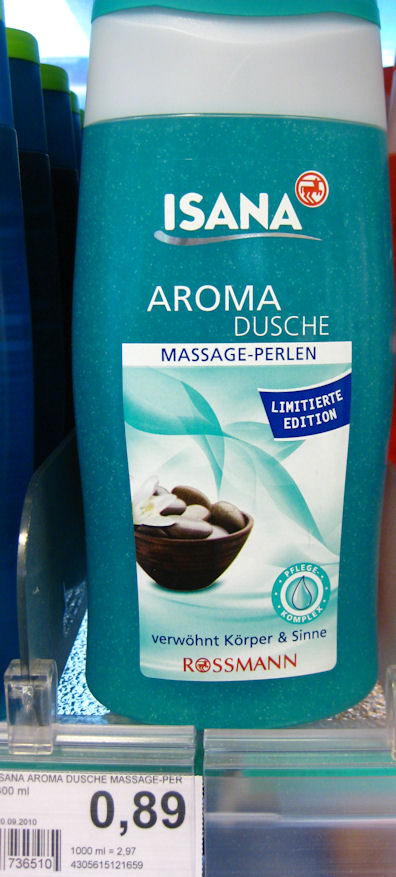 ISANA
AROMA
DUSCHE
MASSAGE-PERLEN
LIMITIERTE
EDITION
PFLEGE-
KOMPLEX
verwöhnt Körper & Sinne
ROSSMANN
SANA AROMA DUSCHE MASSAGE-PER
00 ml
0,89
0.09.2010
1000 ml = 2,97
736510
4305615121659